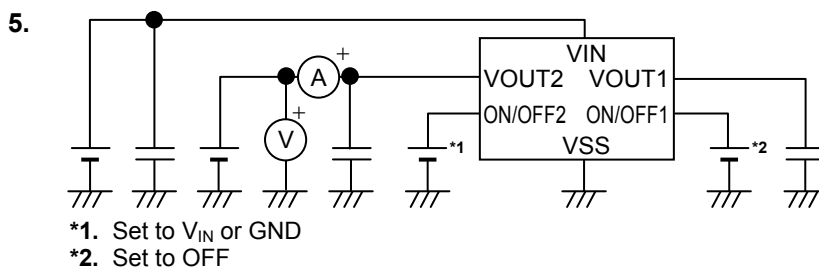 5.
VIN
A +
VOUT2 VOUT1
ON/OFF2 ON/OFF1
+
V
*1 *2
VSS
*1. Set to VIN or GND
*2. Set to OFF